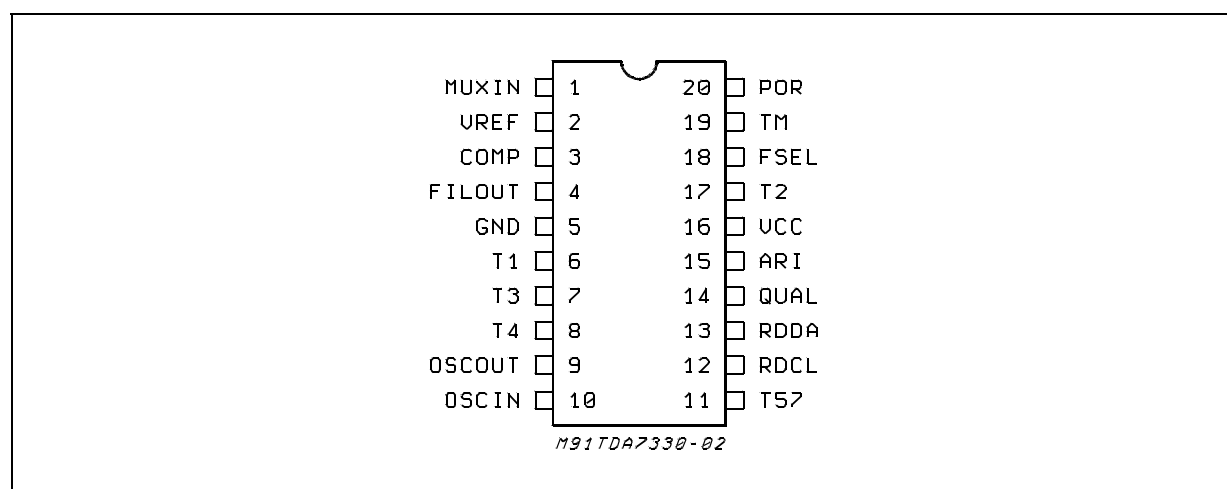 MUXIN 1 20 POR
VREF 2 19 TM
COMP 3 18 FSEL
FILOUT 4 17 T2
GND 5 16 VCC
T1 6 15 ARI
T3 7 14 QUAL
T4 8 13 RDDA
OSCOUT 9 12 RDCL
OSCIN 10 11 T57
M91TDA7330-02